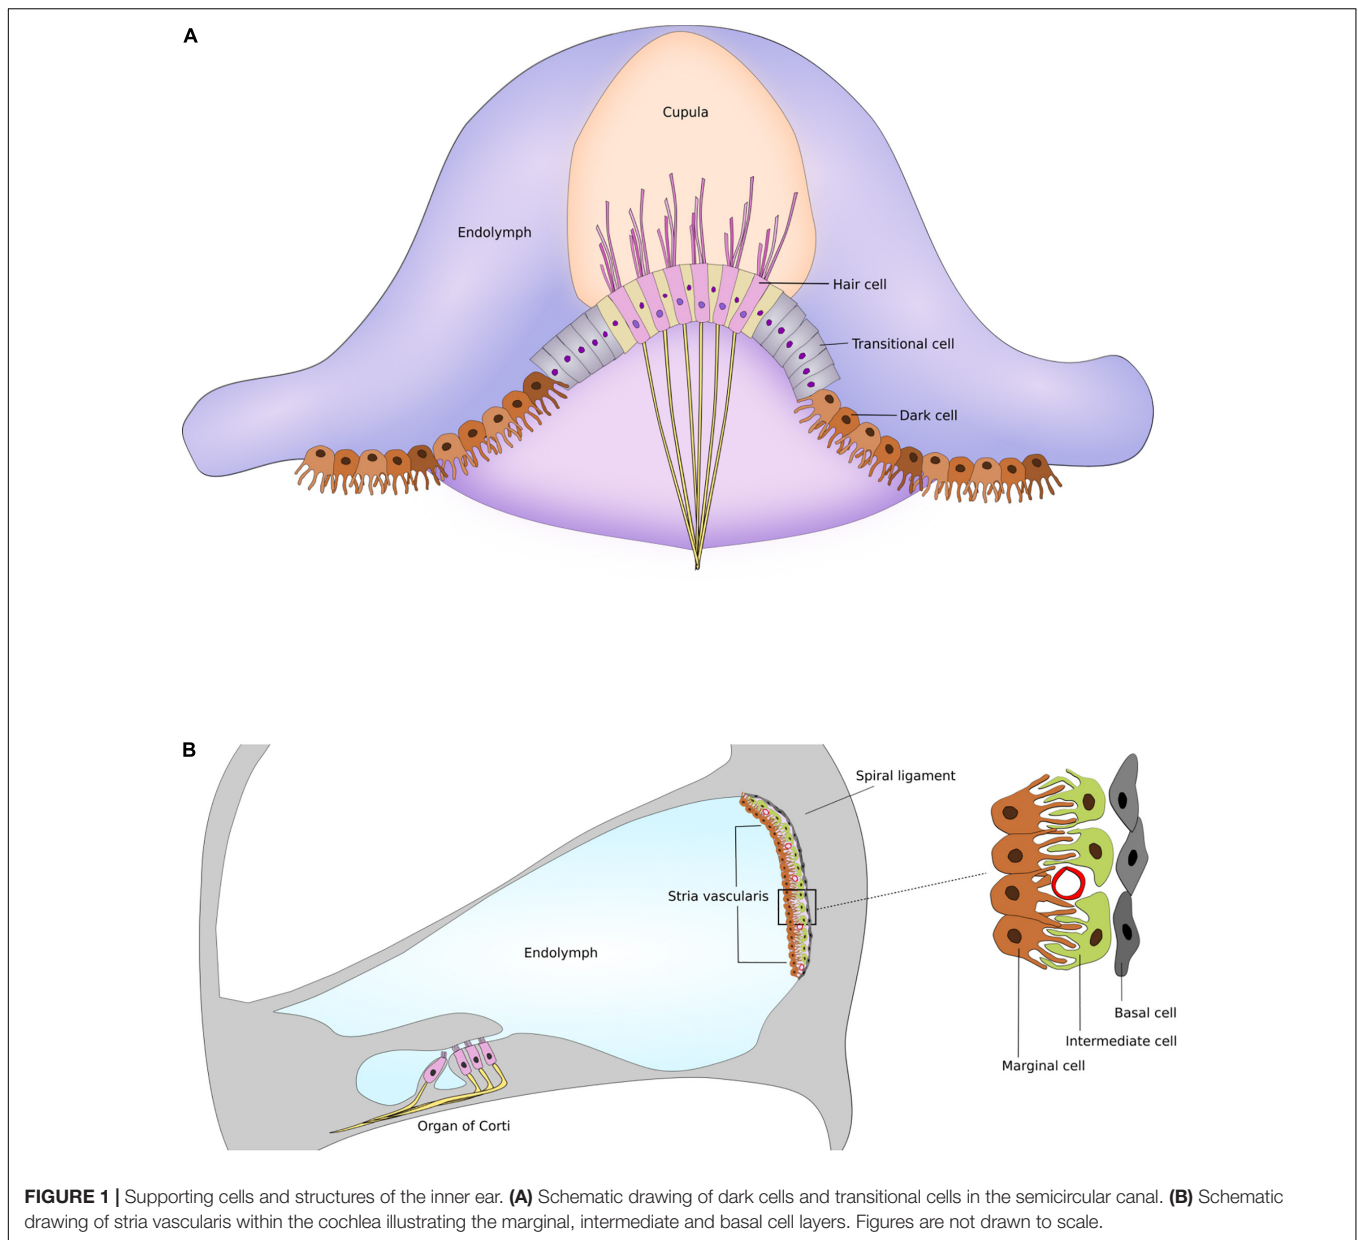 A
Cupula
Endolymph
Hair cell
Transitional cell
Dark cell
B
Spiral ligament
Stria vascularis
Endolymph
Basal cell
Intermediate cell
Marginal cell
Organ of Corti
FIGURE 1 | Supporting cells and structures of the inner ear. (A) Schematic drawing of dark cells and transitional cells in the semicircular canal. (B) Schematic
drawing of stria vascularis within the cochlea illustrating the marginal, intermediate and basal cell layers. Figures are not drawn to scale.